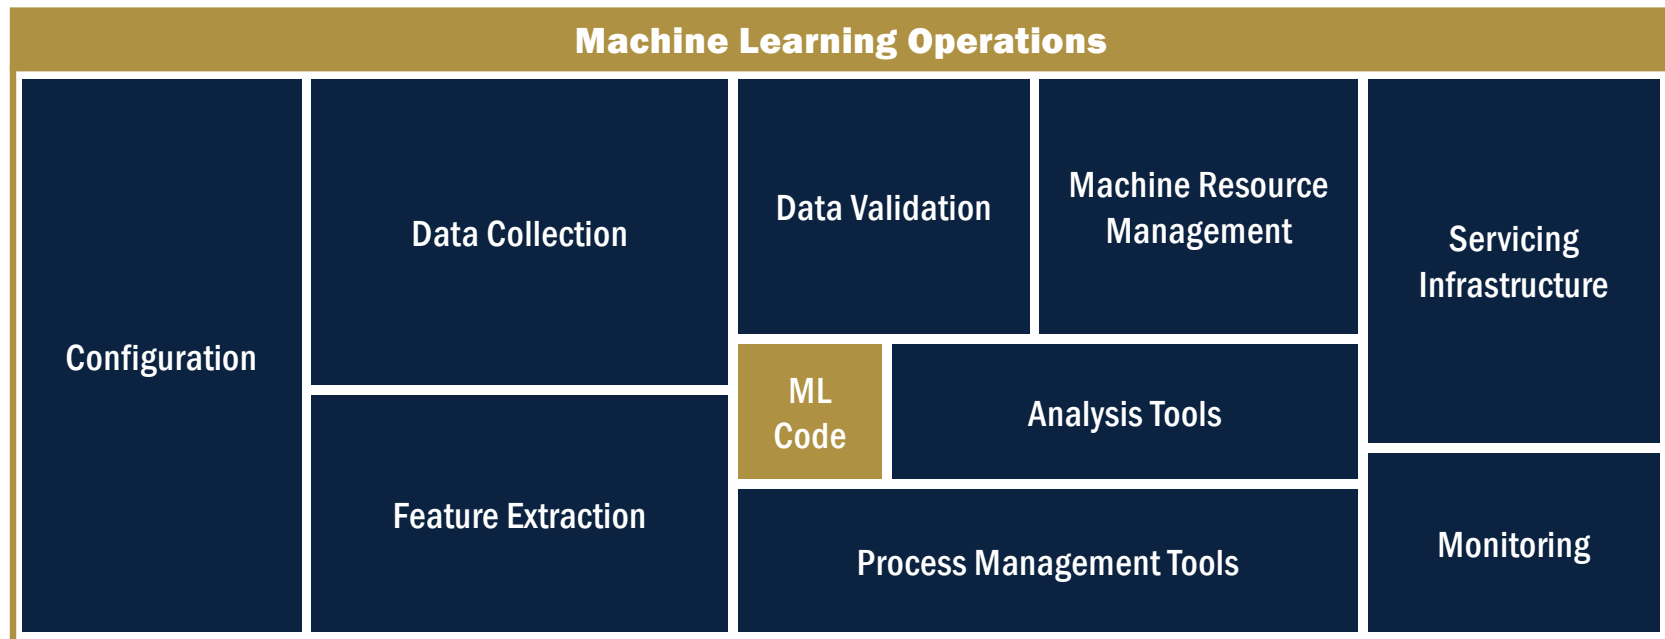 Machine Learning Operations
Configuration
Data Collection
Feature Extraction
Data Validation
Machine Resource
Management
ML
Code
Analysis Tools
Process Management Tools
Servicing
Infrastructure
Monitoring